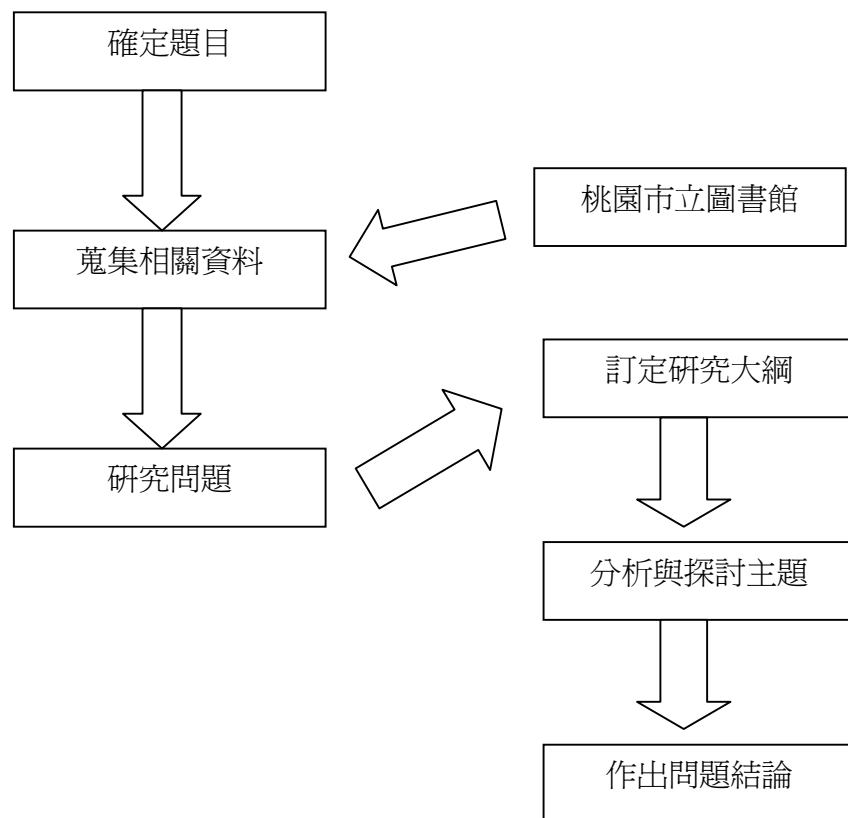 確定題目
桃園市立圖書館
蒐集相關資料
訂定研究大綱
研究問題
分析與探討主題
作出問題結論